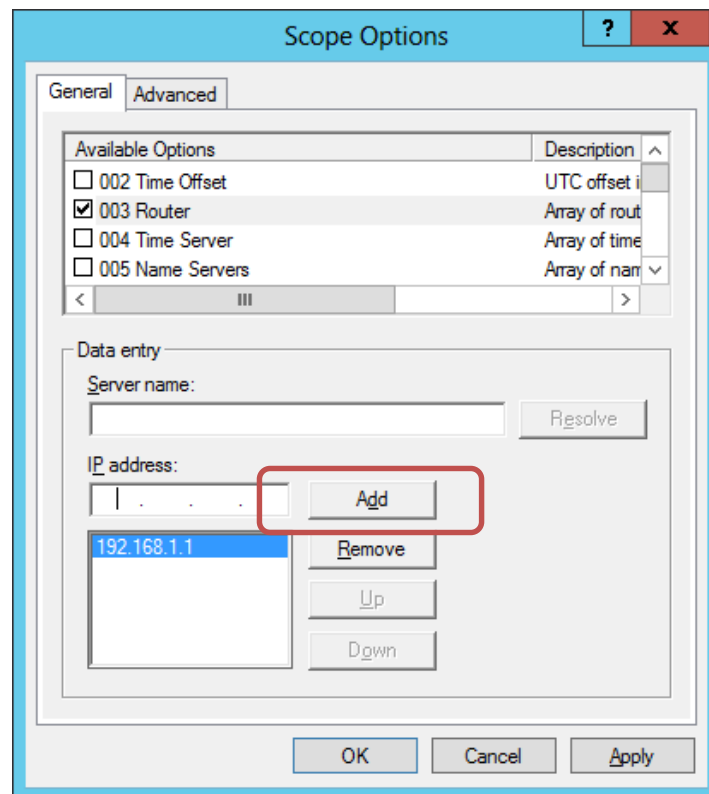 Scope Options
? x
General Advanced
Available Options Description
002 Time Offset UTC offset i
003 Router Array of rout
004 Time Server Array of time
005 Name Servers Array of nam
Data entry
Server name:
Resolve
IP address:
. . . Add
192.168.1.1 Remove
Up
Down
OK Cancel Apply